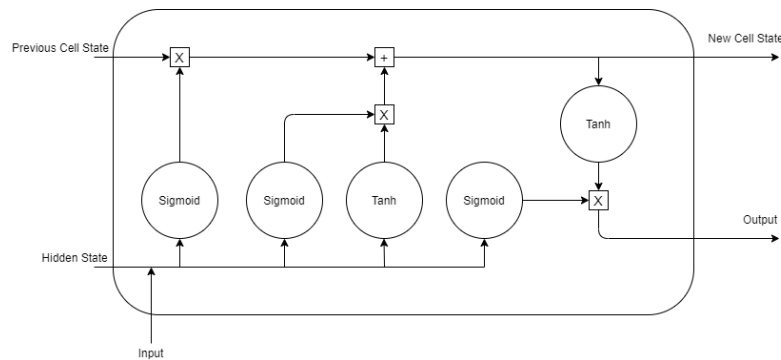 New Cell State
Previous Cell State
X
+
Tanh
X
Sigmoid
Sigmoid
Tanh
Sigmoid
X
Output
Hidden State
Input